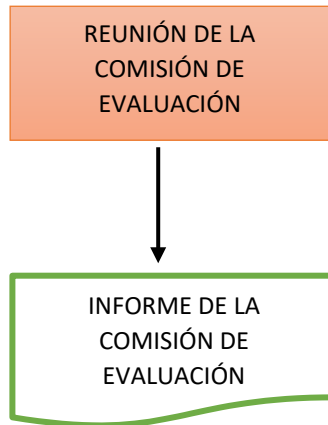 REUNIÓN DE LA
COMISIÓN DE
EVALUACIÓN
INFORME DE LA
COMISIÓN DE
EVALUACIÓN